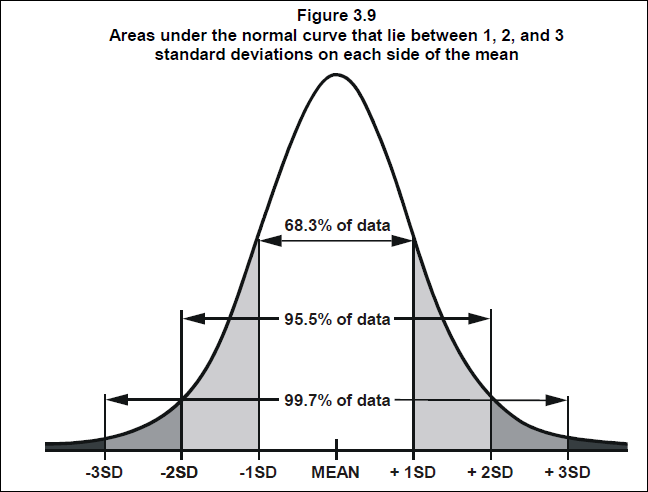 Figure 3.9
Areas under the normal curve that lie between 1, 2, and 3
standard deviations on each side of the mean
68.3% of data
95.5% of data
99.7% of data
-3SD -2SD -1SD MEAN + 1SD + 2SD + 3SD